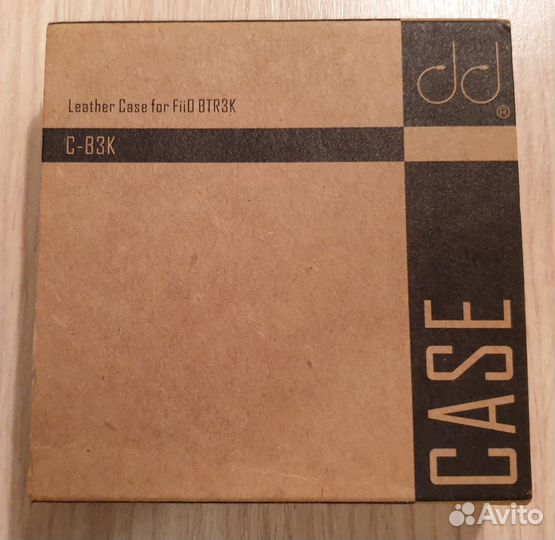 dd®
Leather Case for FiiO BTR3K
C-B3K
CASE
Avito